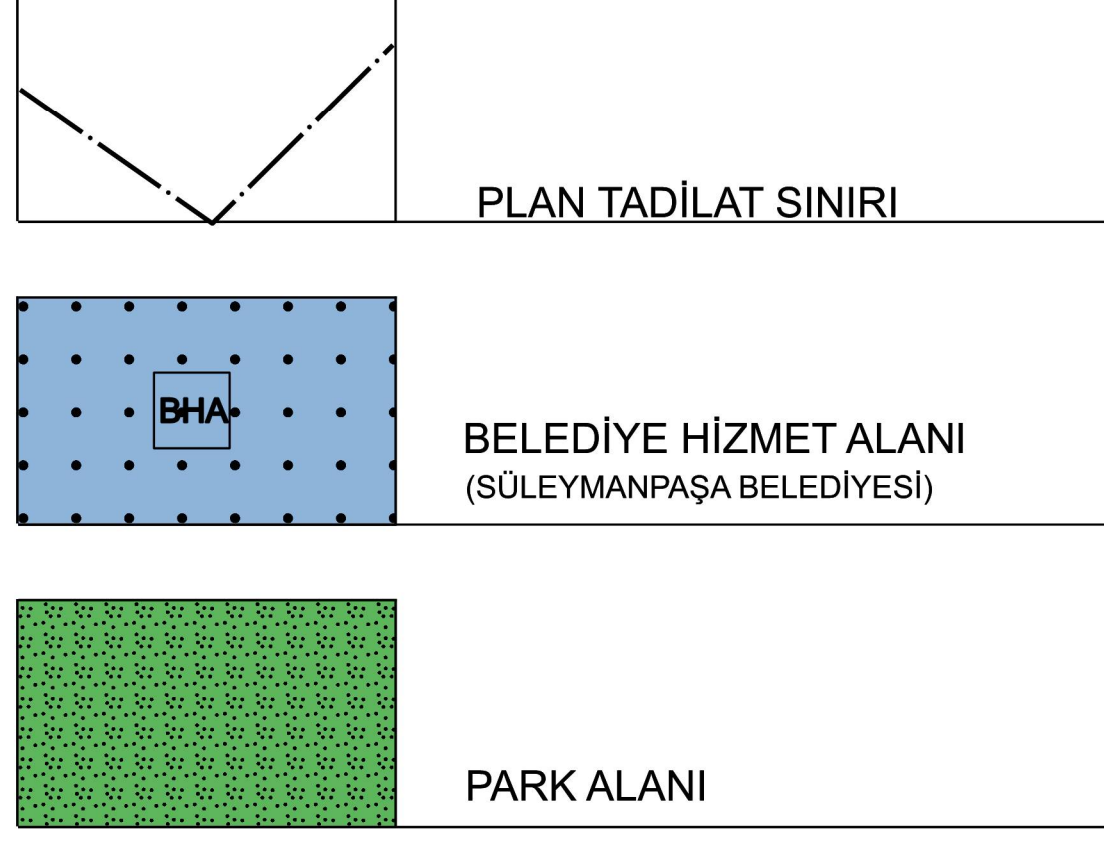 PLAN TADİLAT SINIRI
BHA
BELEDİYE HİZMET ALANI
(SÜLEYMANPAŞA BELEDİYESİ)
PARK ALANI